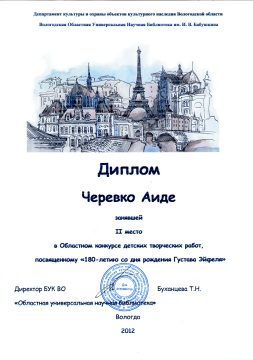 Департамент культуры и охраны объектов культурного наследия Вологодской области
Вологодская Областная Универсальная Научная Библиотека им. И. В. Бабушкина
Диплом
Черевко Аиде
занявшей
II место
в Областном конкурсе детских творческих работ,
посвященному «180-летию со дня рождения Густава Эйфеля»
Директор БУК ВО Буханцева Т.Н.
«Областная универсальная научная библиотека»
Вологда
2012